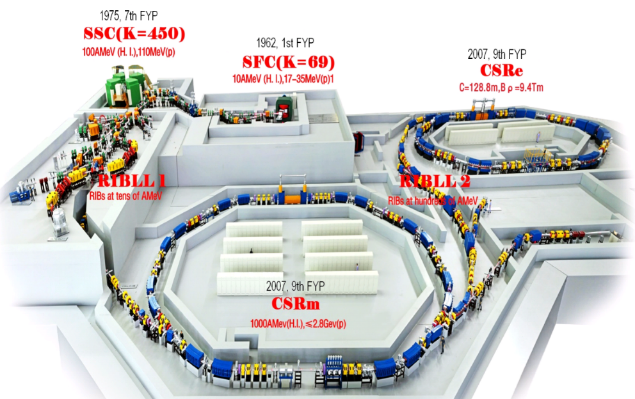 1975, 7th FYP
SSC(K=450)
100AMeV (H. I.),110MeV(p)
1962, 1st FYP
SFC(K=69)
10AMeV (H. I.),17-35MeV(p)1
2007, 9th FYP
CSRe
C=128.8m,B ρ=9.4Tm
RIBLL 1
RIBs at tens of AMeV
RIBLL 2
RIBs at hundreds of AMeV
2007, 9th FYP
CSRm
1000AMev(H.I.),≤2.8Gev(p)